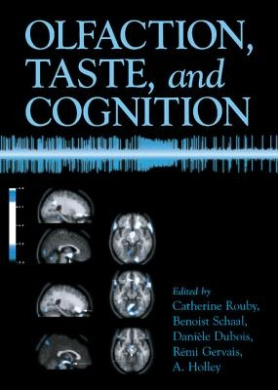 OLFACTION,
TASTE, and
COGNITION
Edited by
Catherine Rouby,
Benoist Schaal,
Danièle Dubois,
Rémi Gervais,
A. Holley